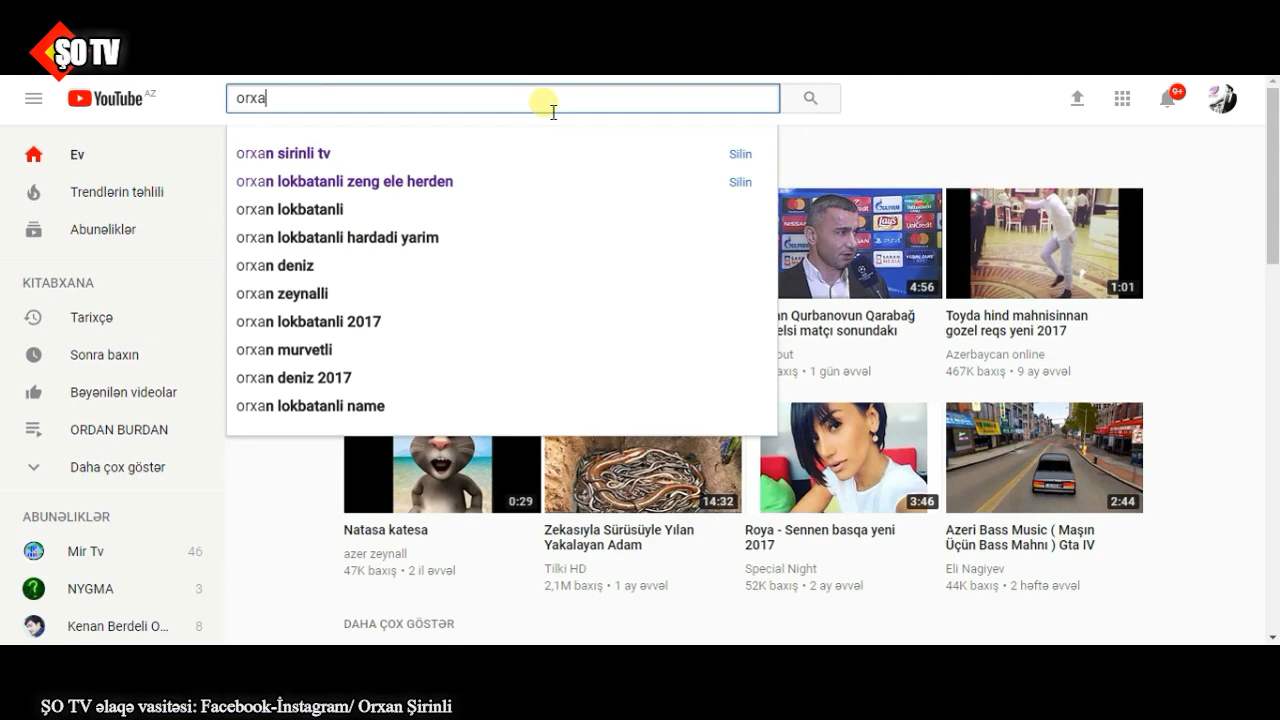 ŞO TV
YouTube AZ
orxa
9+
orxan sirinli tv
Silin
orxan lokbatanli zeng ele herden
Silin
orxan lokbatanli
orxan lokbatanli hardadi yarim
orxan deniz
orxan zeynalli
orxan lokbatanli 2017
orxan murvetli
orxan deniz 2017
orxan lokbatanli name
Ev
Trendlərin təhlili
Abunəliklər
KITABXANA
Tarixçə
Sonra baxın
Bəyənilən videolar
ORDAN BURDAN
Daha çox göstər
ABUNƏLIKLƏR
Mir Tv
46
NYGMA
3
Kenan Berdeli O...
8
4:56
Qurbanovun Qarabağ
matçı sonundakı
1 gün əvvəl
1:01
Toyda hind mahnisinnan
gozel reqs yeni 2017
Azerbaycan online
467K baxış • 9 ay əvvəl
0:29
Natasa katesa
azer zeynall
47K baxış • 2 il əvvəl
14:32
Zekasıyla Sürüsüyle Yılan
Yakalayan Adam
Tilki HD
2,1M baxış • 1 ay əvvəl
3:46
Roya - Sennen basqa yeni
2017
Special Night
52K baxış • 2 ay əvvəl
2:44
Azeri Bass Music ( Maşın
Üçün Bass Mahnı ) Gta IV
Eli Nagiyev
44K baxış • 2 həftə əvvəl
DAHA ÇOX GÖSTƏR
ŞO TV əlaqə vasitəsi: Facebook-İnstagram/ Orxan Şirinli